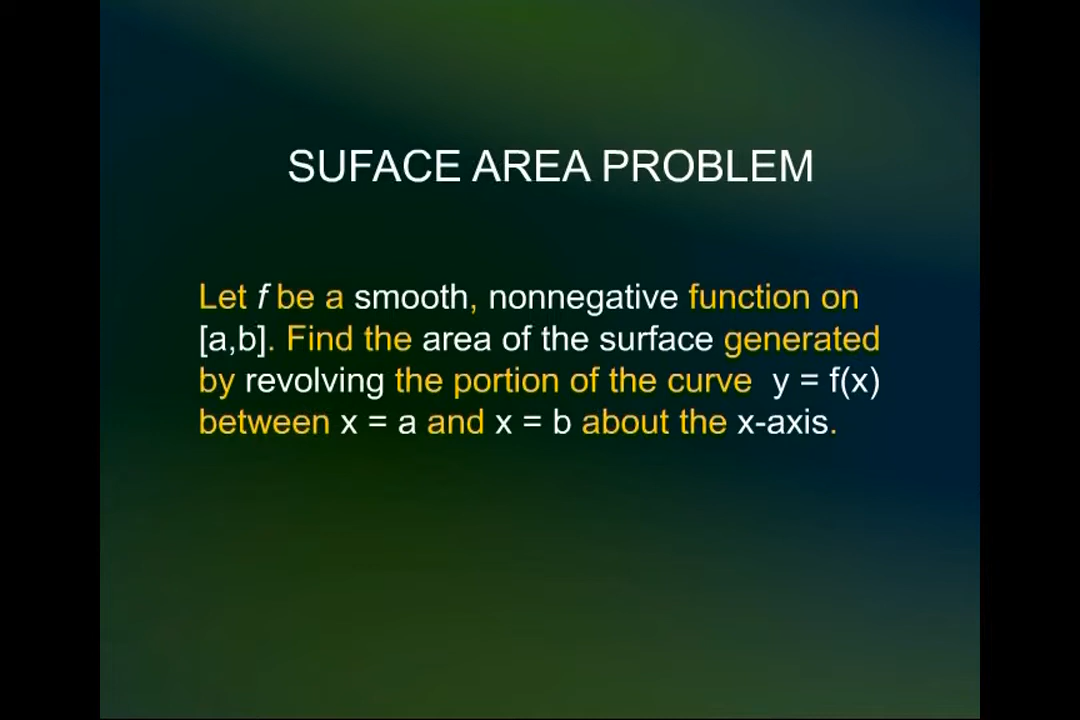 SUFACE AREA PROBLEM
Let f be a smooth, nonnegative function on
[a,b]. Find the area of the surface generated
by revolving the portion of the curve y = f(x)
between x = a and x = b about the x-axis.